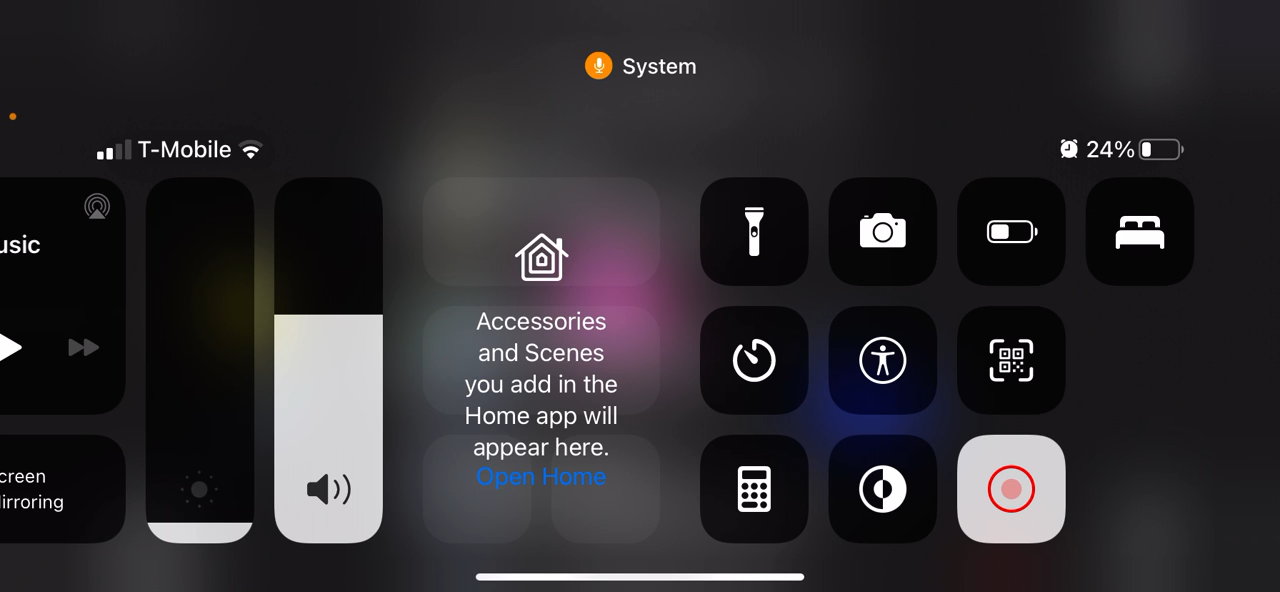 System
T-Mobile
24%
usic
Accessories
and Scenes
you add in the
Home app will
appear here.
Open Home
creen
irroring